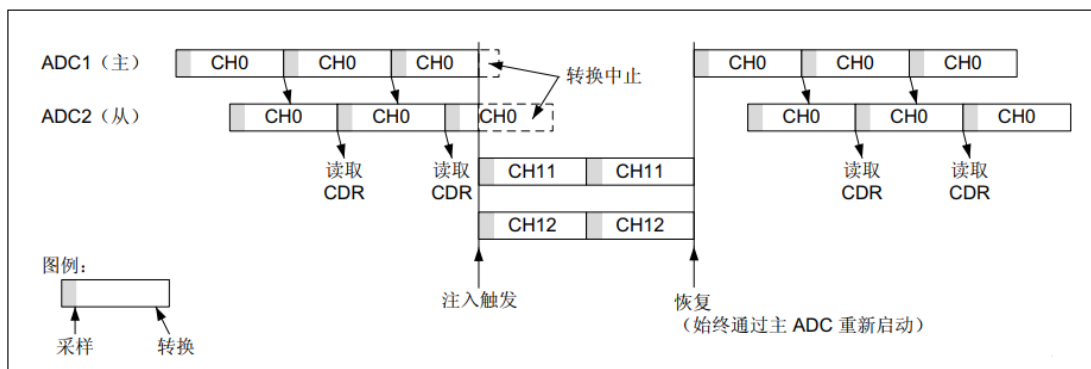 ADC1（主） CH0 CH0 CH0 CH0 CH0 CH0
转换中止
ADC2（从） CH0 CH0 CH0 CH0 CH0 CH0
读取 读取 读取 读取
CDR CDR CDR CDR
CH11 CH11
CH12 CH12
图例：
注入触发
恢复
（始终通过主 ADC 重新启动）
采样 转换